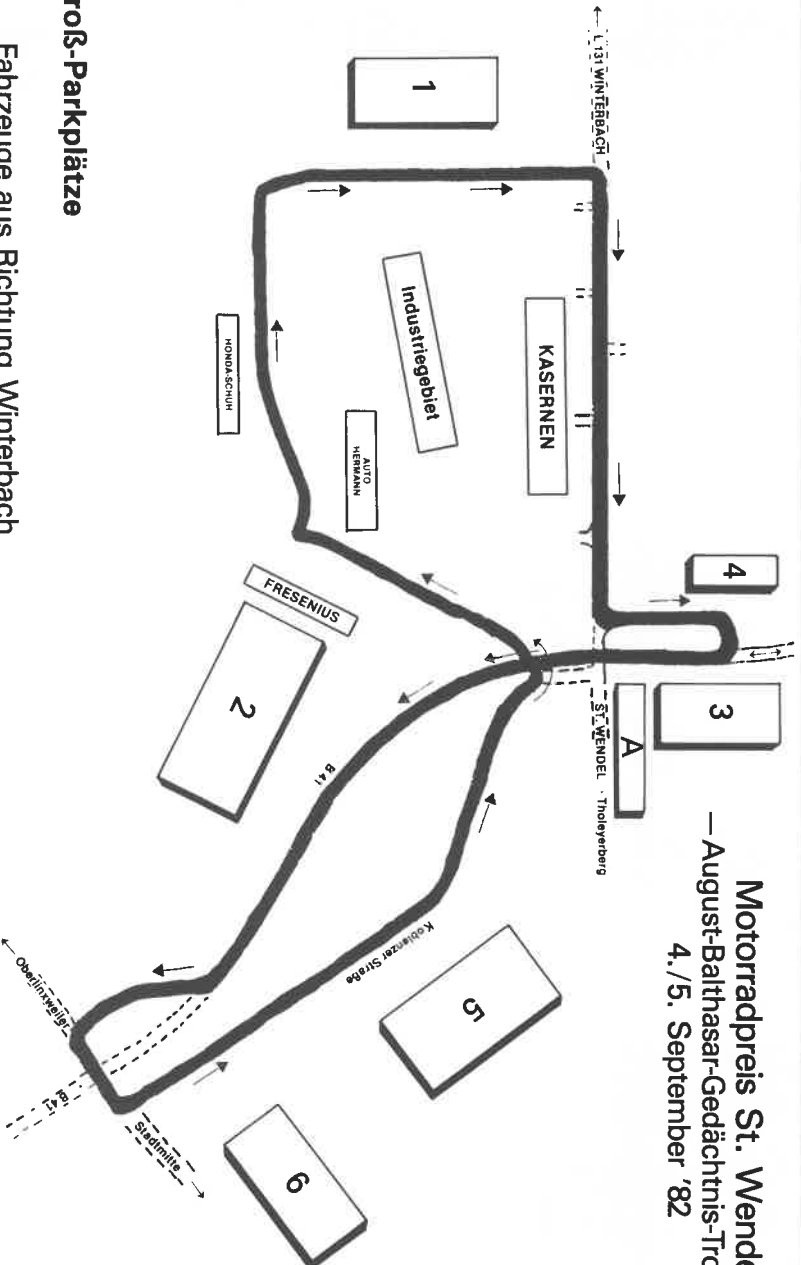 Motorradpreis St. Wende
— August-Balthasar-Gedächtnis-Tro
4./5. September '82
L 131 WINTERBACH
1
KASERNEN
Industriegebiet
AUTO
HERMANN
HONDA-SCHUH
4
3
A
ST. WENDEL · Tholeyerberg
FRESENIUS
2
B 41
Koblenzer Straße
5
6
Oberlinxweiler
B 41
Stadtmitte
roß-Parkplätze
Fahrzeuge aus Richtung Winterbach